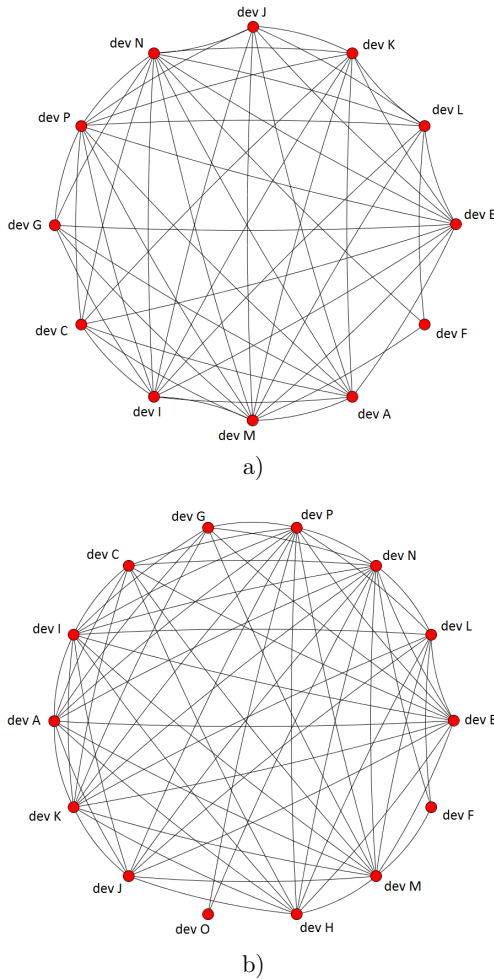 dev J
dev N
dev K
dev L
dev P
dev
dev G
dev C
dev F
dev I
dev A
dev M
a)
dev G
dev P
dev C
dev N
dev I
dev L
dev A
dev
dev K
dev F
dev J
dev M
dev O
dev H
b)